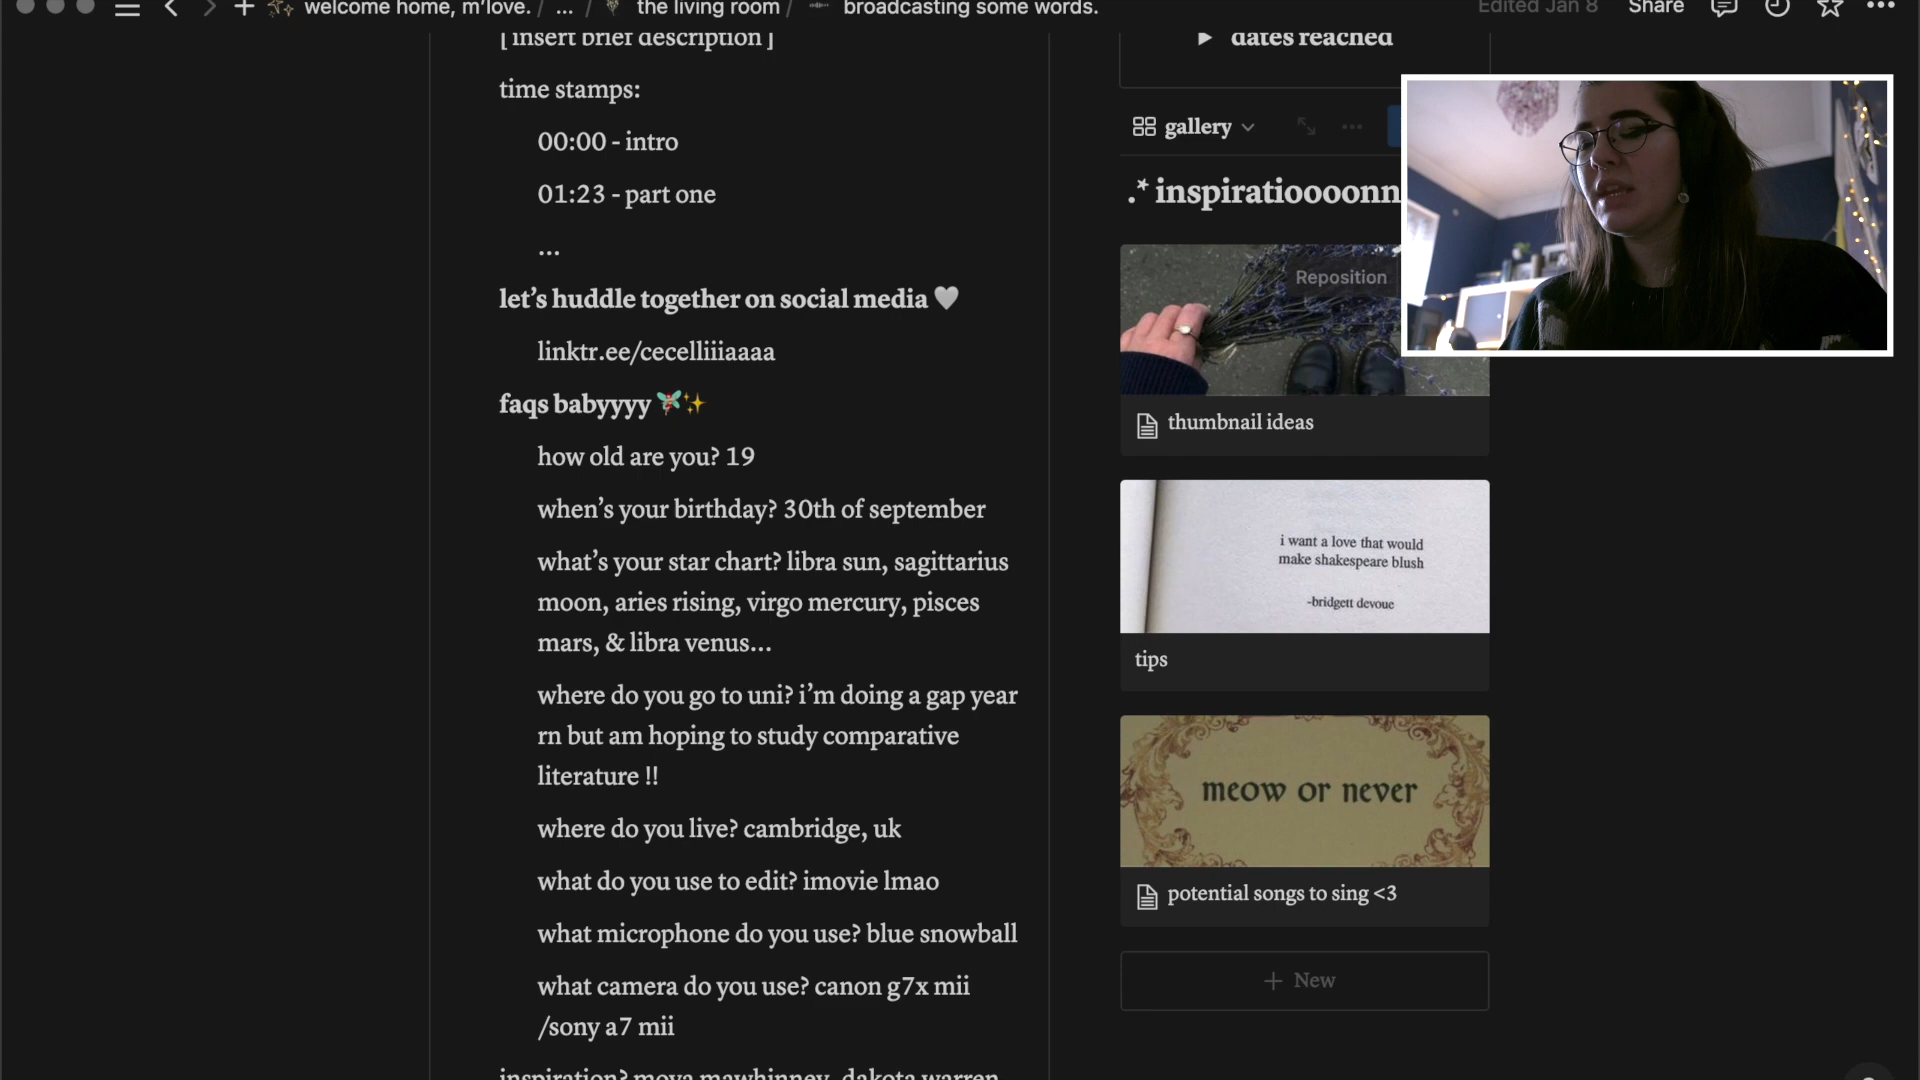 welcome home, m'love. / ... / the living room / broadcasting some words.
Edited Jan 8 Share
[ insert brief description ]
time stamps:
00:00 - intro
01:23 - part one
...
let's huddle together on social media 🤍
linktr.ee/cecelliiiaaaa
faqs babyyyy 🧚✨
how old are you? 19
when's your birthday? 30th of september
what's your star chart? libra sun, sagittarius
moon, aries rising, virgo mercury, pisces
mars, & libra venus...
where do you go to uni? i'm doing a gap year
rn but am hoping to study comparative
literature !!
where do you live? cambridge, uk
what do you use to edit? imovie lmao
what microphone do you use? blue snowball
what camera do you use? canon g7x mii
/sony a7 mii
inspiration? moya mawhinney, dakota warren
dates reached
gallery
.* inspiratioooonn
Reposition
thumbnail ideas
i want a love that would
make shakespeare blush
-bridgett devoue
tips
meow or never
potential songs to sing <3
+ New